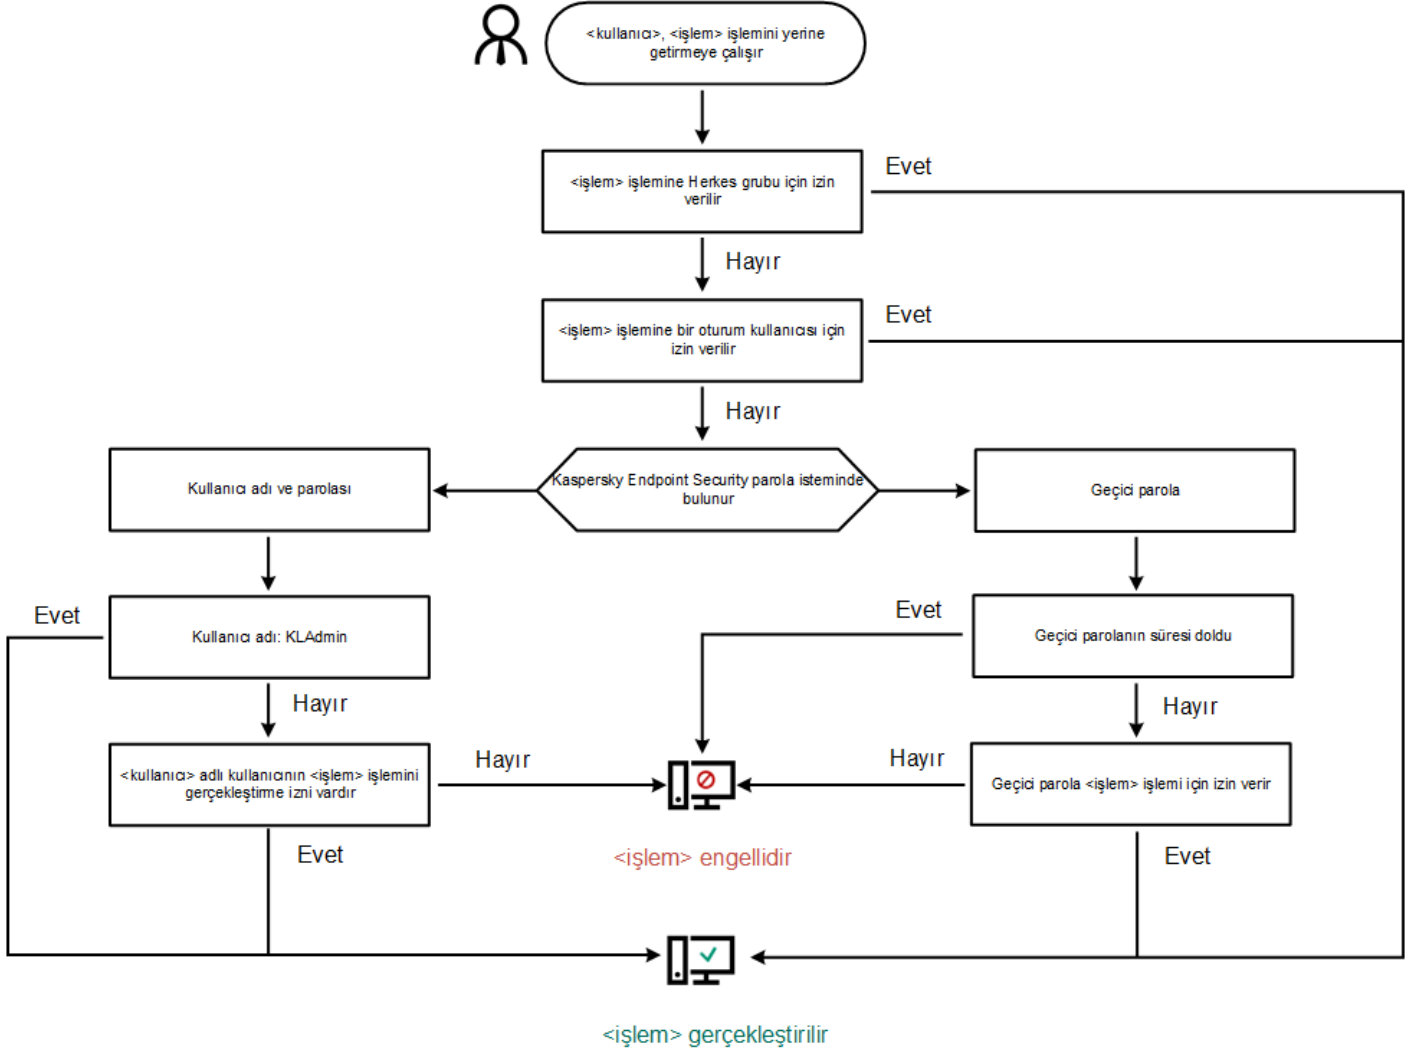 <kullanıcı>, <işlem> işlemini yerine
getirmeye çalışır
Evet
<işlem> işlemine Herkes grubu için izin
verilir
Hayır
Evet
<işlem> işlemine bir oturum kullanıcısı için
izin verilir
Hayır
Kullanıcı adı ve parolası
Kaspersky Endpoint Security parola isteminde
bulunur
Geçici parola
Evet
Kullanıcı adı: KLAdmin
Evet
Geçici parolanın süresi doldu
Hayır
Hayır
<kullanıcı> adlı kullanıcının <işlem> işlemini
gerçekleştirme izni vardır
Hayır
Hayır
Geçici parola <işlem> işlemi için izin verir
Evet
<işlem> engellidir
Evet
<işlem> gerçekleştirilir